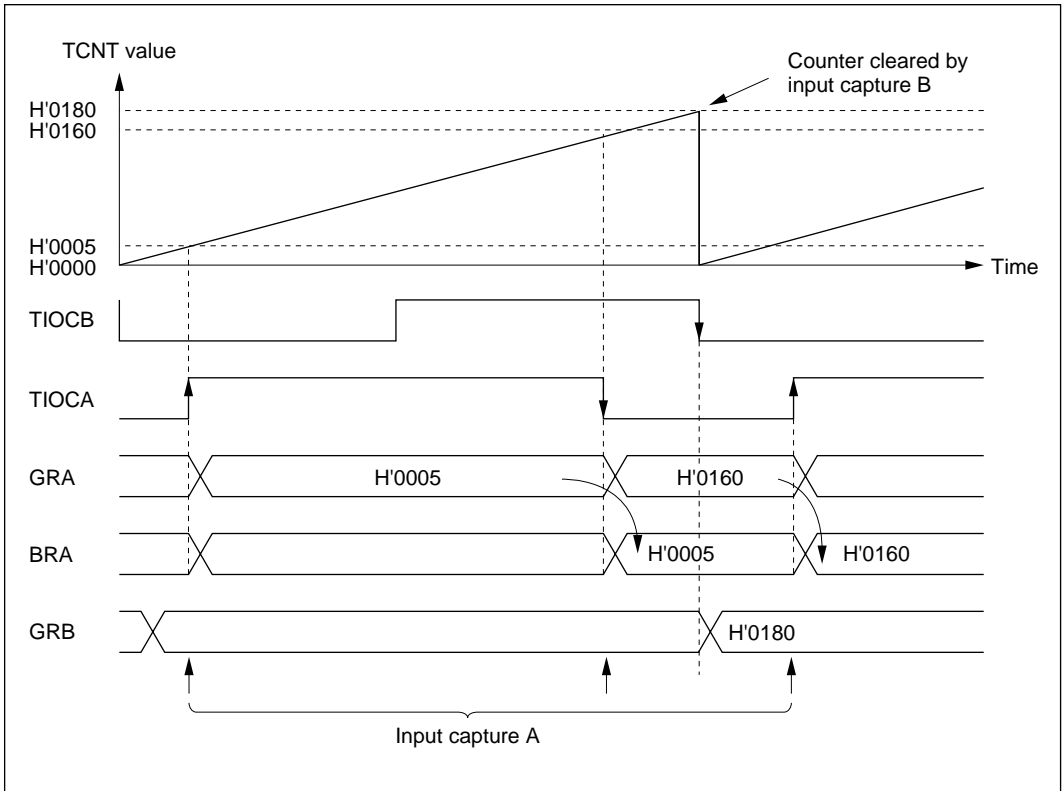 TCNT value
Counter cleared by
input capture B
H'0180
H'0160
H'0005
H'0000
Time
TIOCB
TIOCA
GRA
H'0005
H'0160
BRA
H'0005
H'0160
GRB
H'0180
Input capture A